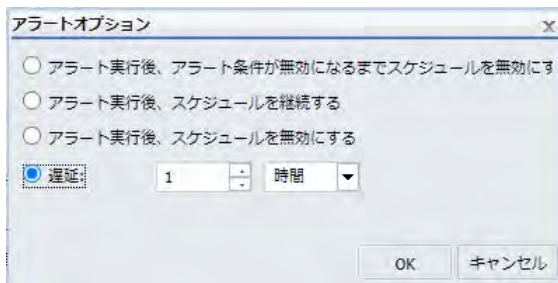 アラートオプション x
アラート実行後、アラート条件が無効になるまでスケジュールを無効にす
アラート実行後、スケジュールを継続する
アラート実行後、スケジュールを無効にする
遅延: 1 時間
OK キャンセル